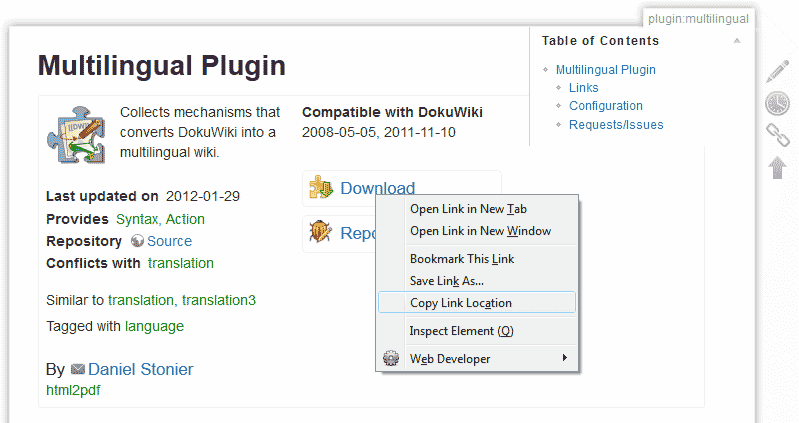 plugin:multilingual
Table of Contents
Multilingual Plugin
Links
Configuration
Requests/Issues
Multilingual Plugin
Collects mechanisms that
converts DokuWiki into a
multilingual wiki.
Compatible with DokuWiki
2008-05-05, 2011-11-10
Last updated on 2012-01-29
Provides Syntax, Action
Repository Source
Conflicts with translation
Similar to translation, translation3
Tagged with language
By Daniel Stonier
html2pdf
Download
Repo
Open Link in New Tab
Open Link in New Window
Bookmark This Link
Save Link As...
Copy Link Location
Inspect Element (Q)
Web Developer